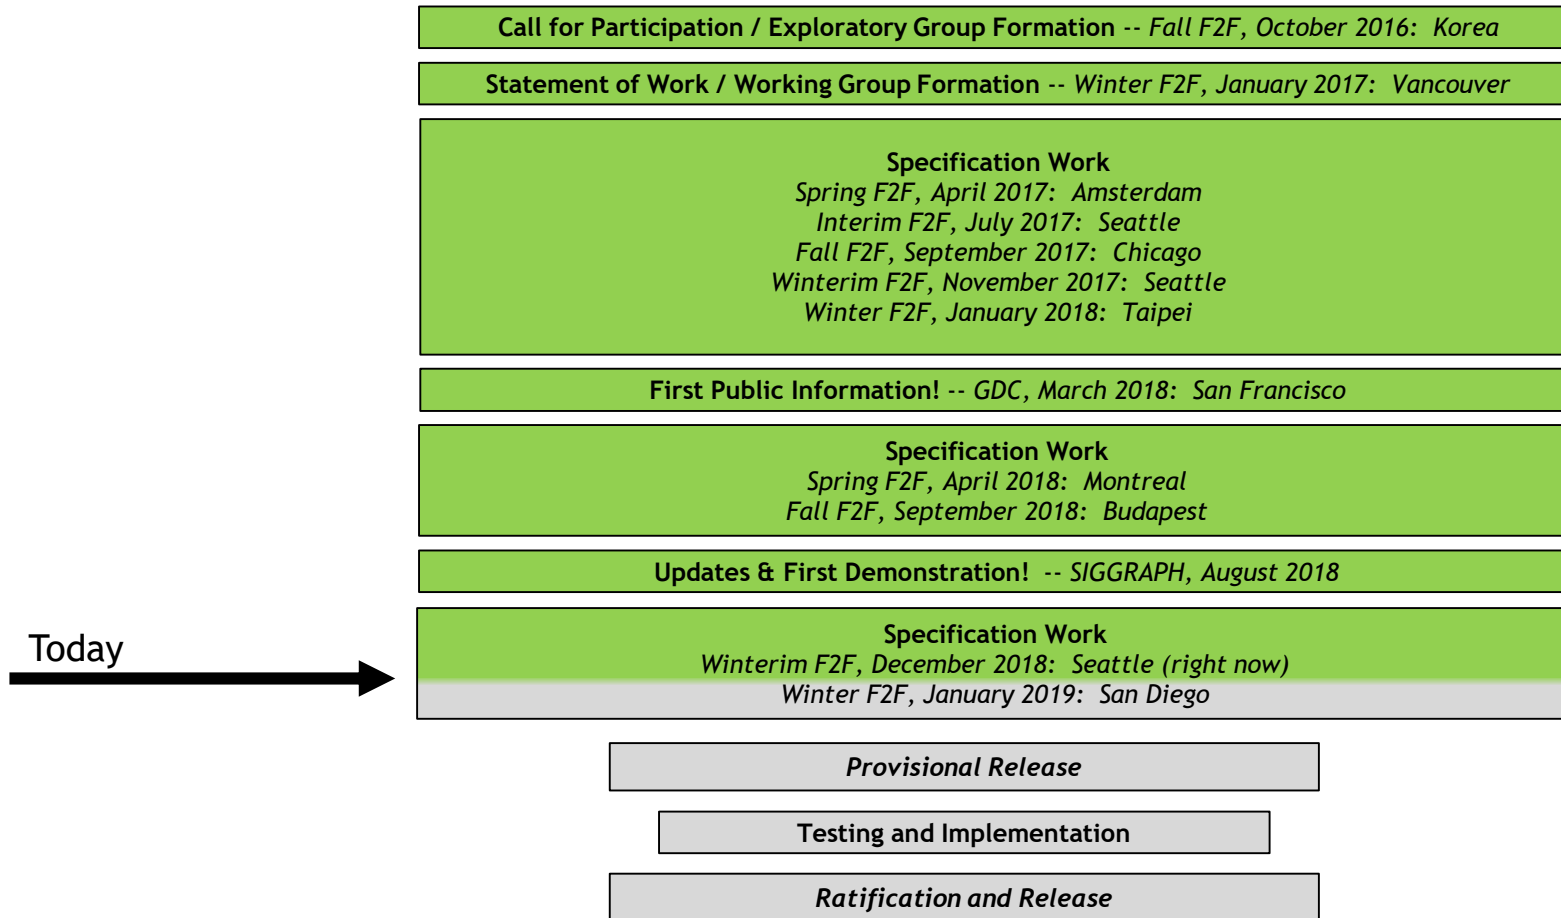 Call for Participation / Exploratory Group Formation -- Fall F2F, October 2016: Korea
Statement of Work / Working Group Formation -- Winter F2F, January 2017: Vancouver
Specification Work
Spring F2F, April 2017: Amsterdam
Interim F2F, July 2017: Seattle
Fall F2F, September 2017: Chicago
Winterim F2F, November 2017: Seattle
Winter F2F, January 2018: Taipei
First Public Information! -- GDC, March 2018: San Francisco
Specification Work
Spring F2F, April 2018: Montreal
Fall F2F, September 2018: Budapest
Updates & First Demonstration! -- SIGGRAPH, August 2018
Today
Specification Work
Winterim F2F, December 2018: Seattle (right now)
Winter F2F, January 2019: San Diego
Provisional Release
Testing and Implementation
Ratification and Release